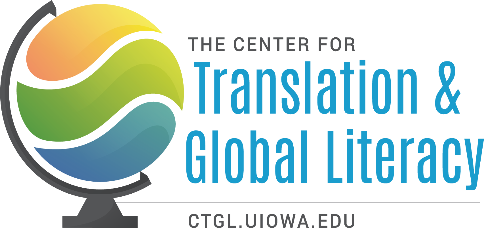 THE CENTER FOR
Translation &
Global Literacy
CTGL.UIOWA.EDU